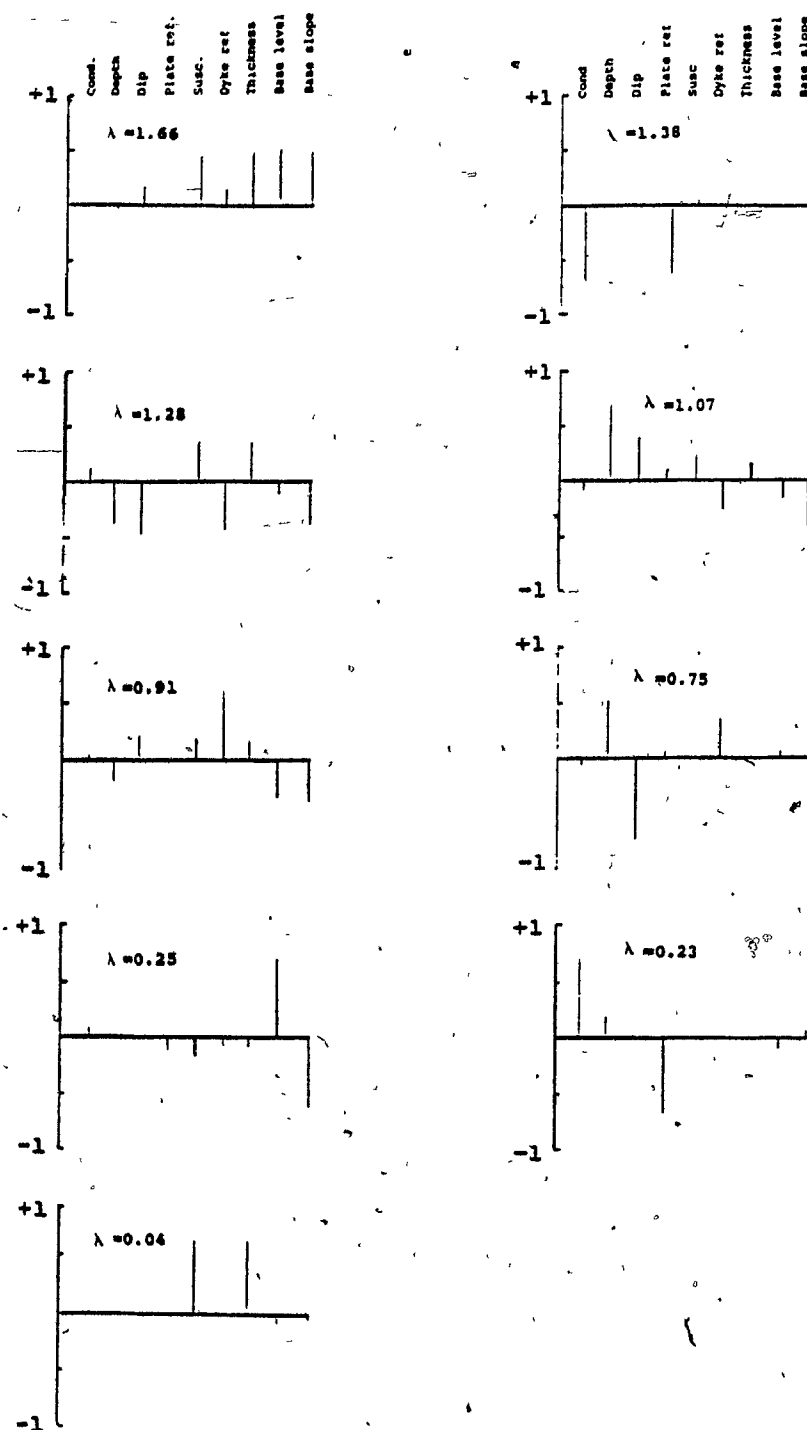 Cond.
Depth
Dip
Plate ret.
Susc.
Dyke ret
Thickness
Base level
Base slope
+1
λ =1.66
-1
Cond
Depth
Dip
Plate ret
Susc
Dyke ret
Thickness
Base level
Base slope
+1
=1.38
-1
+1
λ =1.28
-1
+1
λ =1.07
-1
+1
λ =0.91
-1
+1
λ =0.75
-1
+1
λ =0.25
-1
+1
λ =0.23
-1
+1
λ =0.04
-1